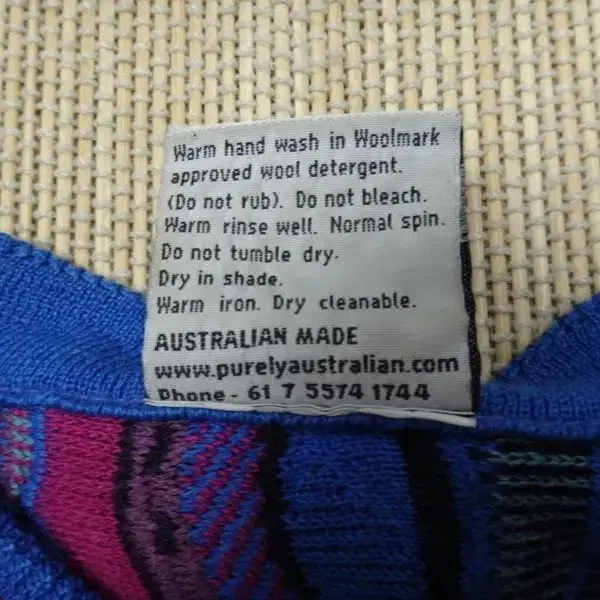 Warm hand wash in Woolmark
approved wool detergent.
(Do not rub). Do not bleach.
Warm rinse well. Normal spin.
Do not tumble dry.
Dry in shade.
Warm iron. Dry cleanable.
AUSTRALIAN MADE
www.purelyaustralian.com
Phone - 61 7 5574 1744